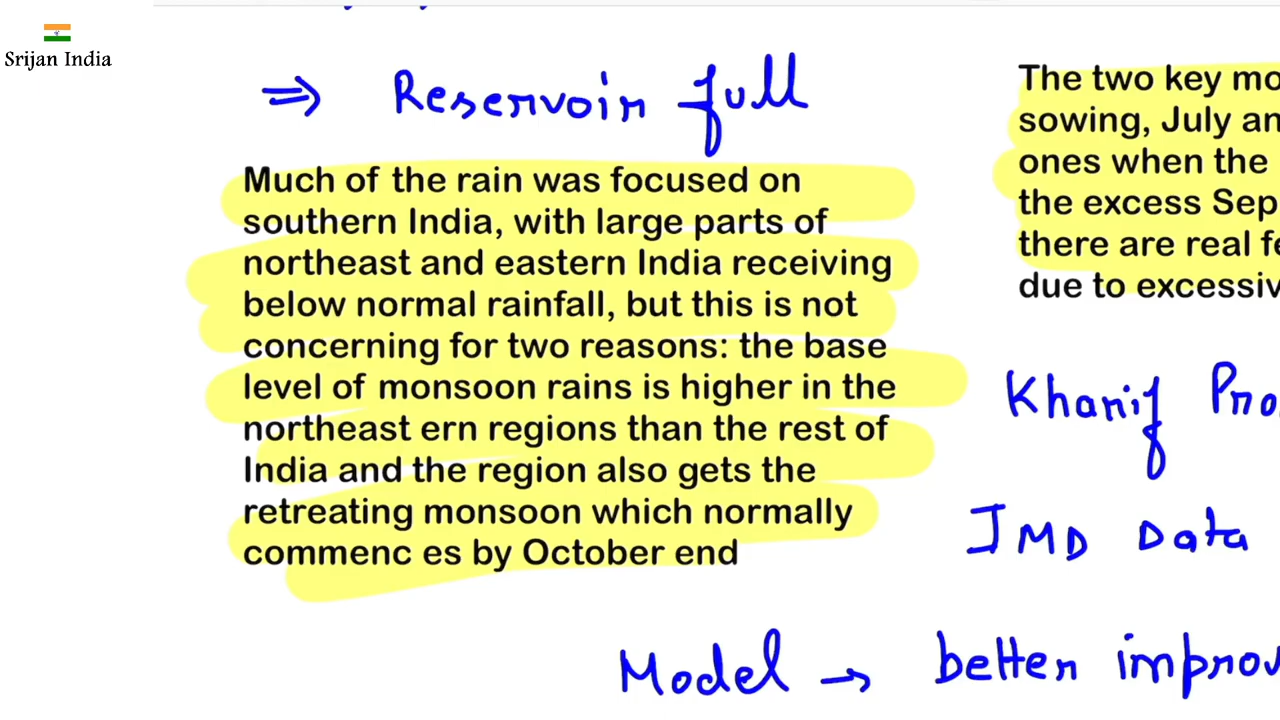 Srijan India
⇒ Reservoir full
Much of the rain was focused on
southern India, with large parts of
northeast and eastern India receiving
below normal rainfall, but this is not
concerning for two reasons: the base
level of monsoon rains is higher in the
northeast ern regions than the rest of
India and the region also gets the
retreating monsoon which normally
commenc es by October end
The two key mo
sowing, July an
ones when the
the excess Sep
there are real fe
due to excessiv
Kharif Pro
IMD Data
Model → better improv